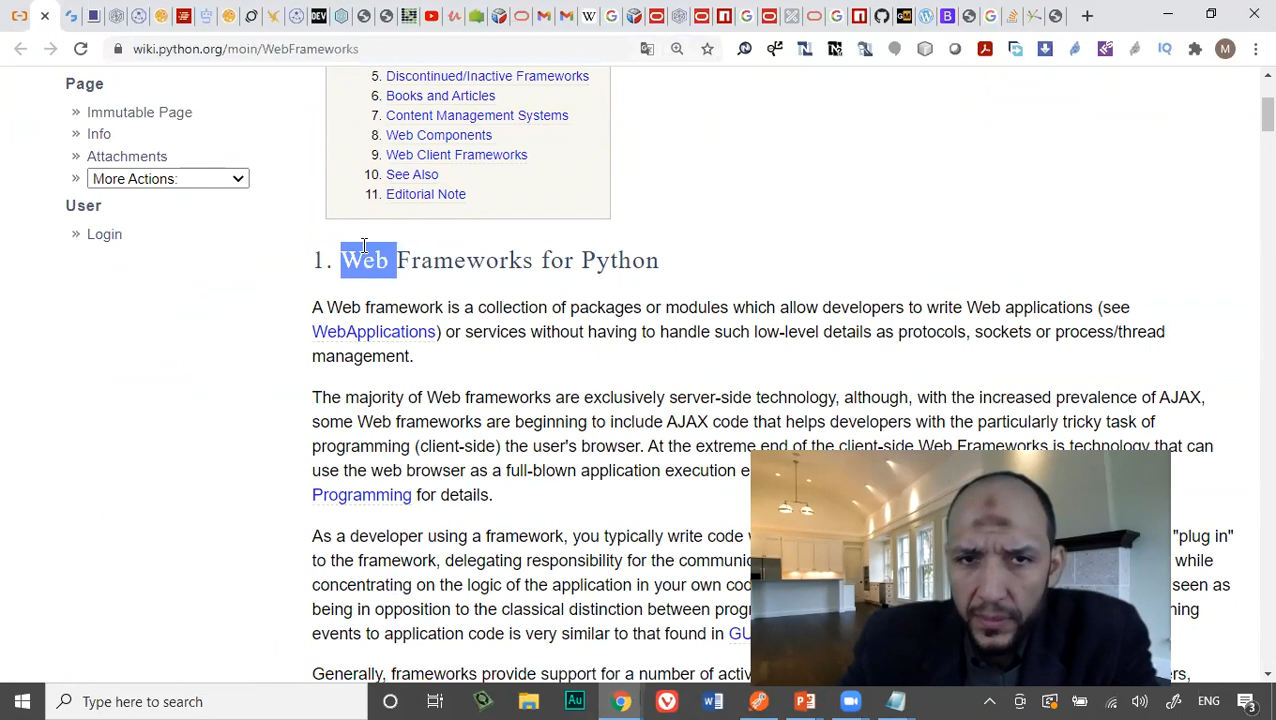 wiki.python.org/moin/WebFrameworks
M
Page
» Immutable Page
» Info
» Attachments
» More Actions:
User
» Login
5. Discontinued/Inactive Frameworks
6. Books and Articles
7. Content Management Systems
8. Web Components
9. Web Client Frameworks
10. See Also
11. Editorial Note
1. Web Frameworks for Python
A Web framework is a collection of packages or modules which allow developers to write Web applications (see
WebApplications) or services without having to handle such low-level details as protocols, sockets or process/thread
management.
The majority of Web frameworks are exclusively server-side technology, although, with the increased prevalence of AJAX,
some Web frameworks are beginning to include AJAX code that helps developers with the particularly tricky task of
programming (client-side) the user's browser. At the extreme end of the client-side Web Frameworks is technology that can
use the web browser as a full-blown application execution
Programming for details.
As a developer using a framework, you typically write code "plug in"
to the framework, delegating responsibility for the while
concentrating on the logic of the application in your own seen as
being in opposition to the classical distinction between
events to application code is very similar to that found in
Generally, frameworks provide support for a number of
Type here to search
ENG
3